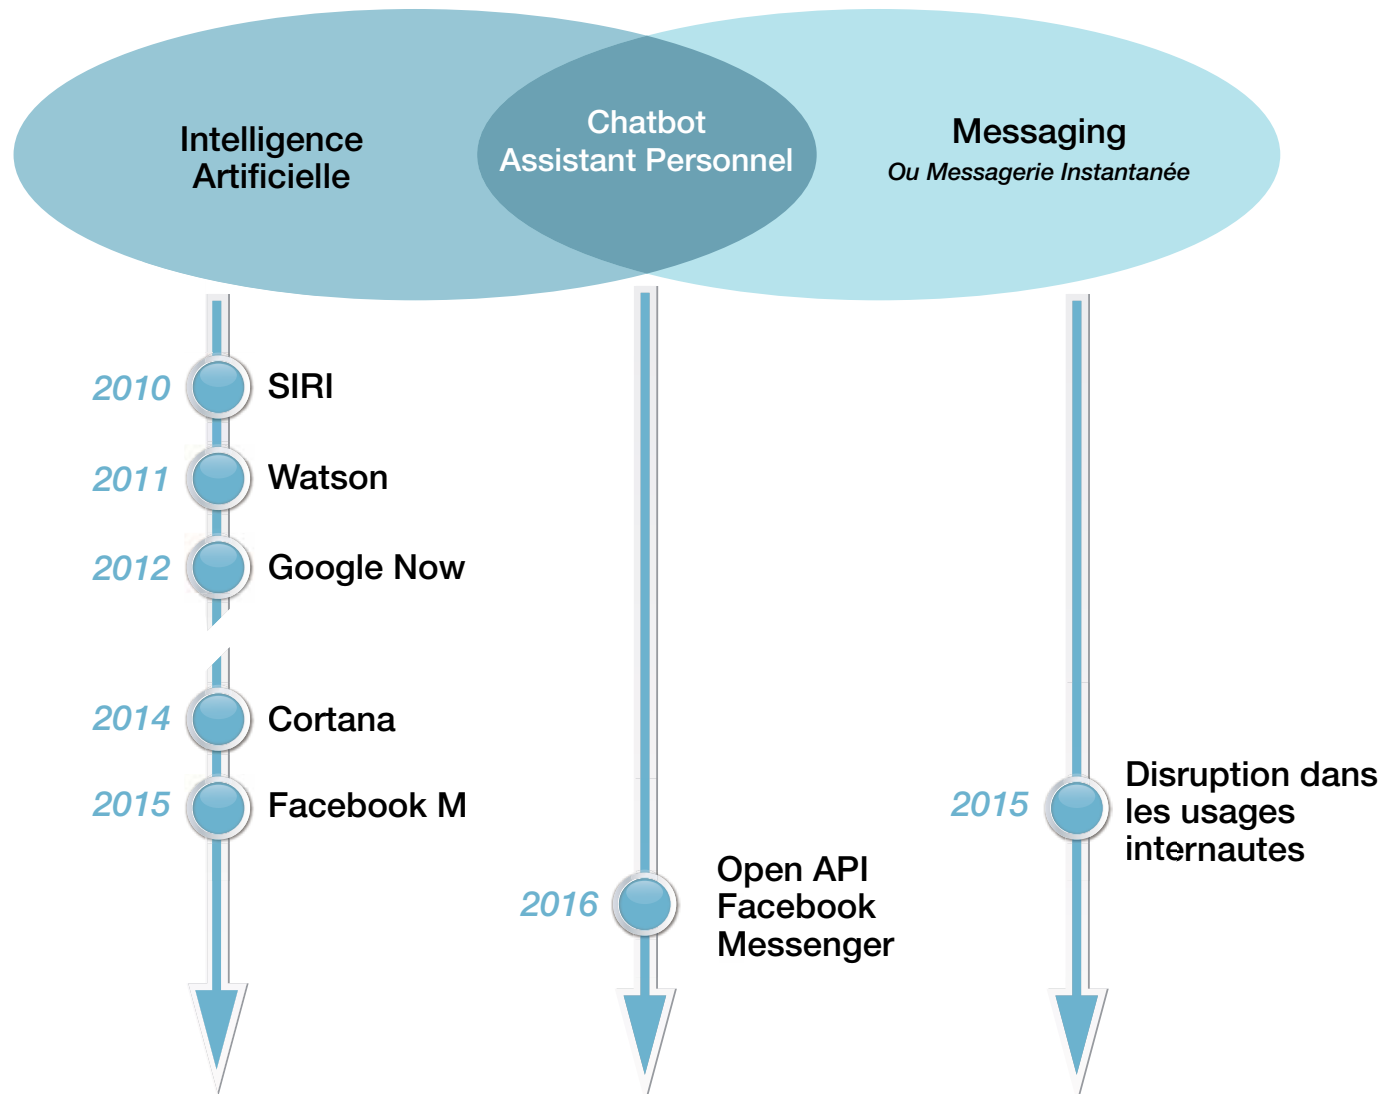 Intelligence
Artificielle
Chatbot
Assistant Personnel
Messaging
Ou Messagerie Instantanée
2010 SIRI
2011 Watson
2012 Google Now
2014 Cortana
2015 Facebook M
2016
Open API
Facebook
Messenger
2015
Disruption dans
les usages
internautes